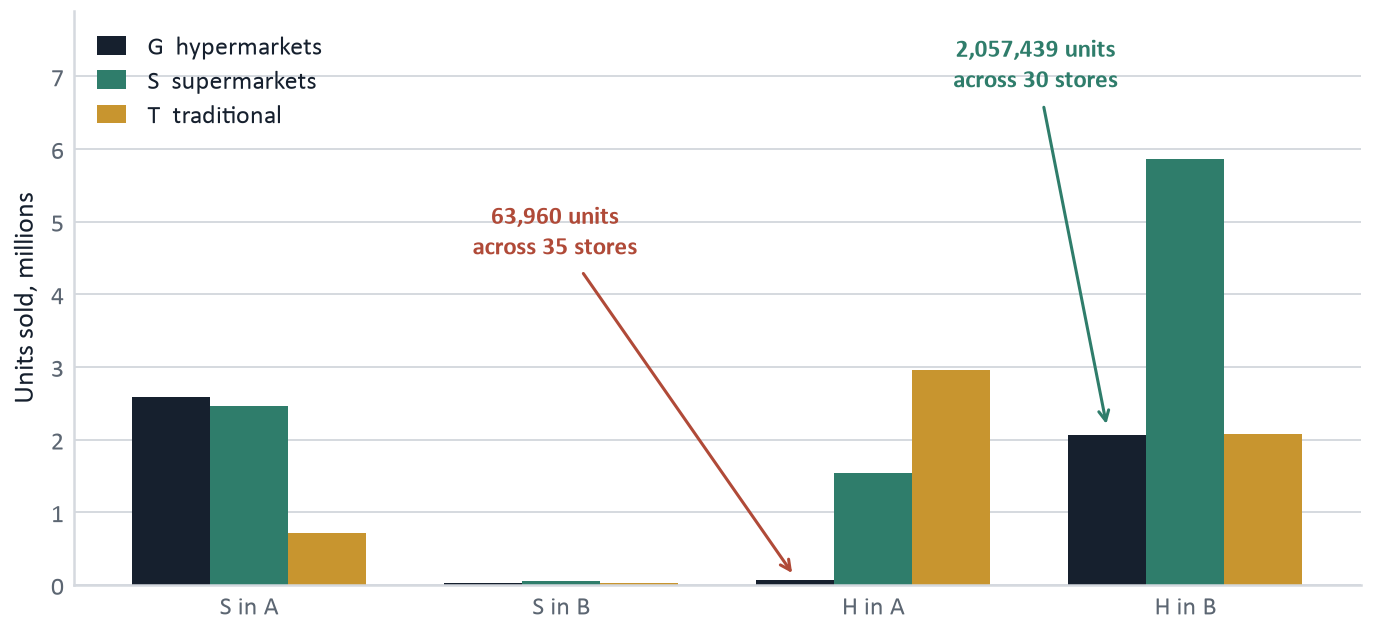 G hypermarkets
S supermarkets
T traditional
2,057,439 units
across 30 stores
63,960 units
across 35 stores
Units sold, millions
7
6
5
4
3
2
1
0
S in A
S in B
H in A
H in B